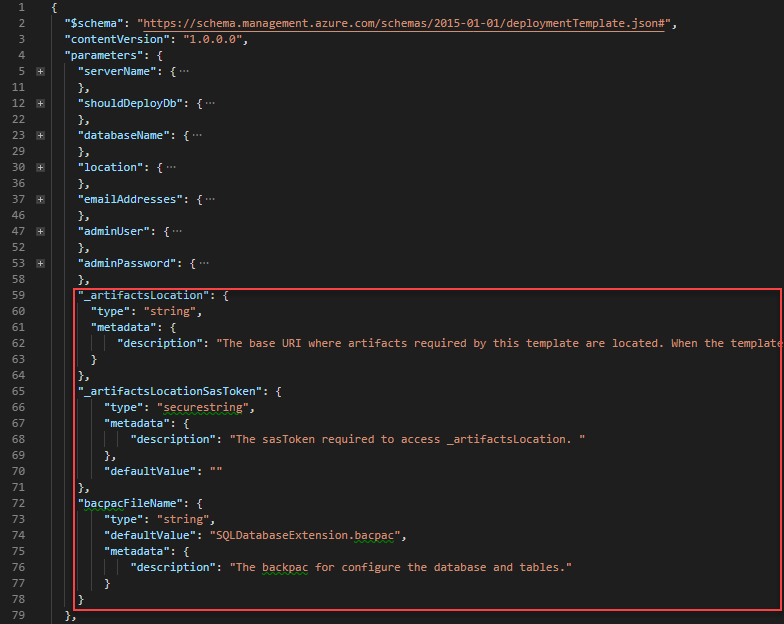 1 {
2 "$schema": "https://schema.management.azure.com/schemas/2015-01-01/deploymentTemplate.json#",
3 "contentVersion": "1.0.0.0",
4 "parameters": {
5 "serverName": {···
11 },
12 "shouldDeployDb": {···
22 },
23 "databaseName": {···
29 },
30 "location": {···
36 },
37 "emailAddresses": {···
46 },
47 "adminUser": {···
52 },
53 "adminPassword": {···
58 },
59 "_artifactsLocation": {
60 "type": "string",
61 "metadata": {
62 "description": "The base URI where artifacts required by this template are located. When the template
63 }
64 },
65 "_artifactsLocationSasToken": {
66 "type": "securestring",
67 "metadata": {
68 "description": "The sasToken required to access _artifactsLocation. "
69 },
70 "defaultValue": ""
71 },
72 "bacpacFileName": {
73 "type": "string",
74 "defaultValue": "SQLDatabaseExtension.bacpac",
75 "metadata": {
76 "description": "The backpac for configure the database and tables."
77 }
78 }
79 },